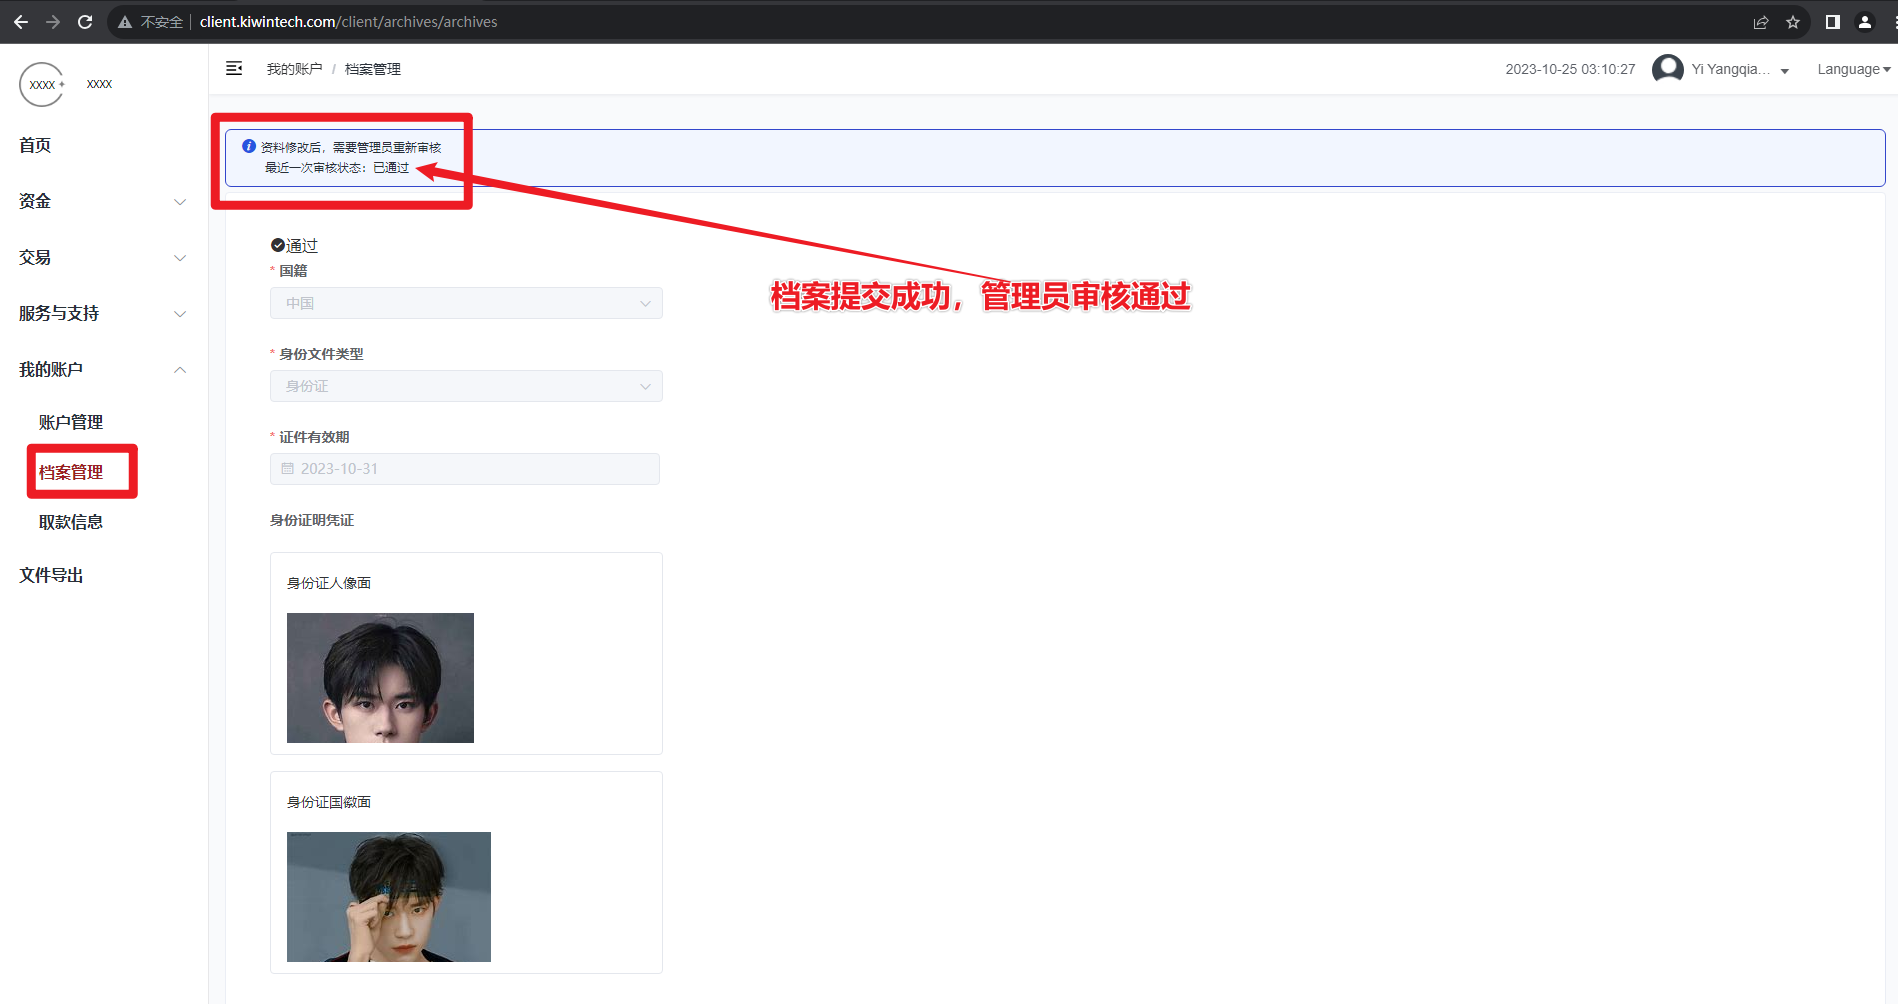 不安全 client.kiwintech.com/client/archives/archives
XXXX XXXX
我的账户 / 档案管理
2023-10-25 03:10:27 Yi Yangqia... Language
首页
资金
交易
服务与支持
我的账户
账户管理
档案管理
取款信息
文件导出
资料修改后，需要管理员重新审核
最近一次审核状态：已通过
档案提交成功，管理员审核通过
通过
* 国籍
中国
* 身份文件类型
身份证
* 证件有效期
2023-10-31
身份证明凭证
身份证人像面
身份证国徽面